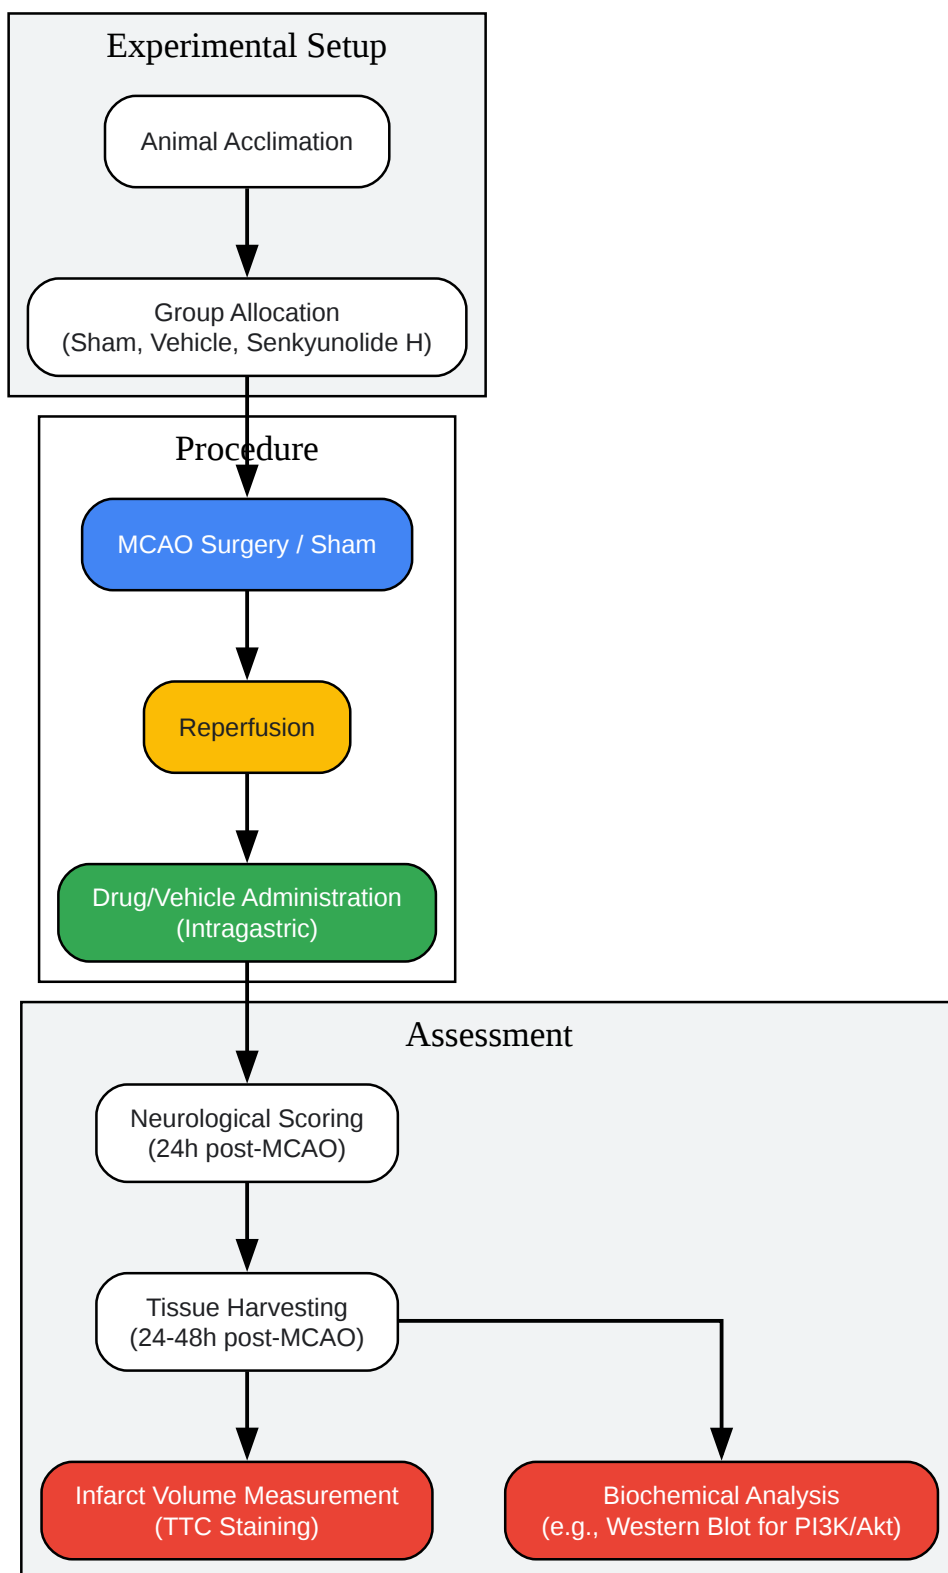 Experimental Setup
Animal Acclimation
Group Allocation
(Sham, Vehicle, Senkyunolide H)
Procedure
MCAO Surgery / Sham
Reperfusion
Drug/Vehicle Administration
(Intragastric)
Assessment
Neurological Scoring
(24h post-MCAO)
Tissue Harvesting
(24-48h post-MCAO)
Infarct Volume Measurement
(TTC Staining)
Biochemical Analysis
(e.g., Western Blot for PI3K/Akt)